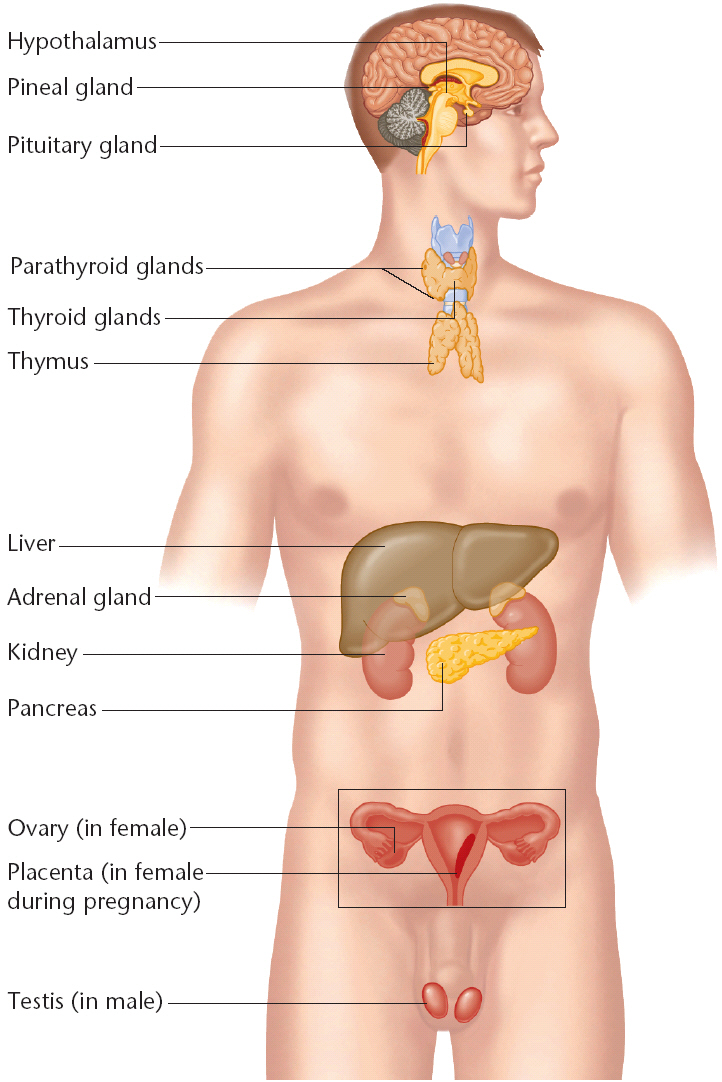 Hypothalamus
Pineal gland
Pituitary gland
Parathyroid glands
Thyroid glands
Thymus
Liver
Adrenal gland
Kidney
Pancreas
Ovary (in female)
Placenta (in female
during pregnancy)
Testis (in male)